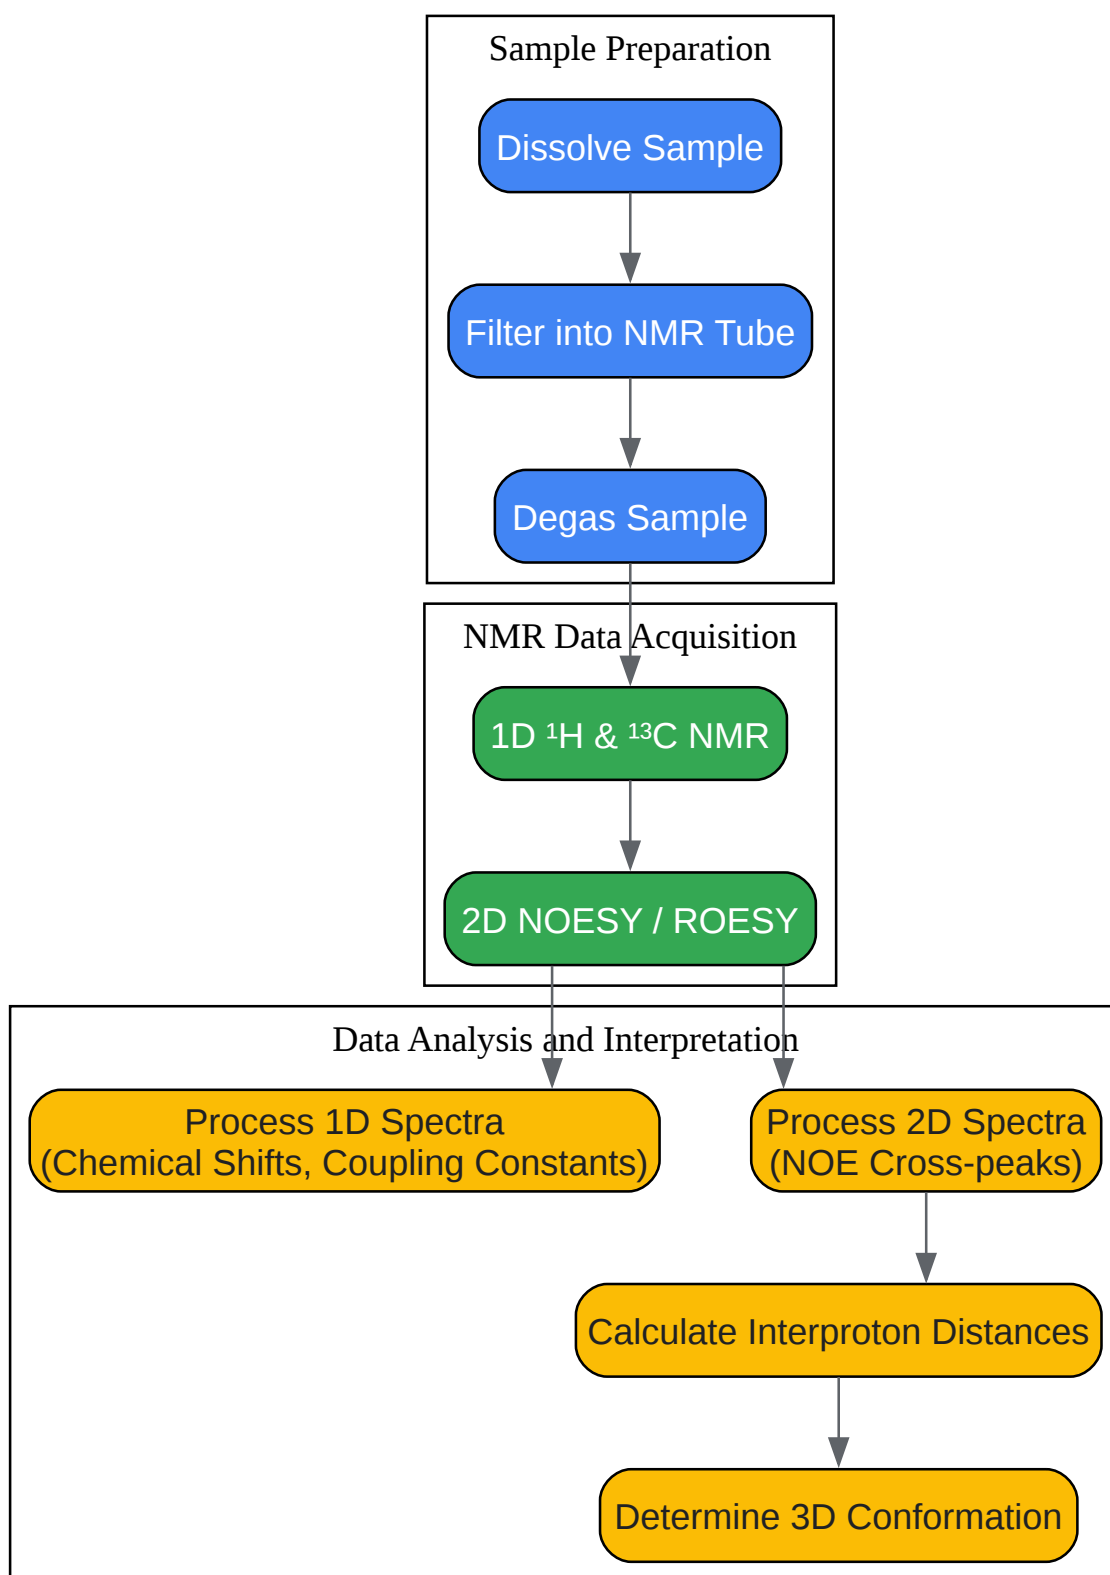 Sample Preparation
Dissolve Sample
Filter into NMR Tube
Degas Sample
NMR Data Acquisition
1D ¹H & ¹³C NMR
2D NOESY / ROESY
Data Analysis and Interpretation
Process 1D Spectra
(Chemical Shifts, Coupling Constants)
Process 2D Spectra
(NOE Cross-peaks)
Calculate Interproton Distances
Determine 3D Conformation